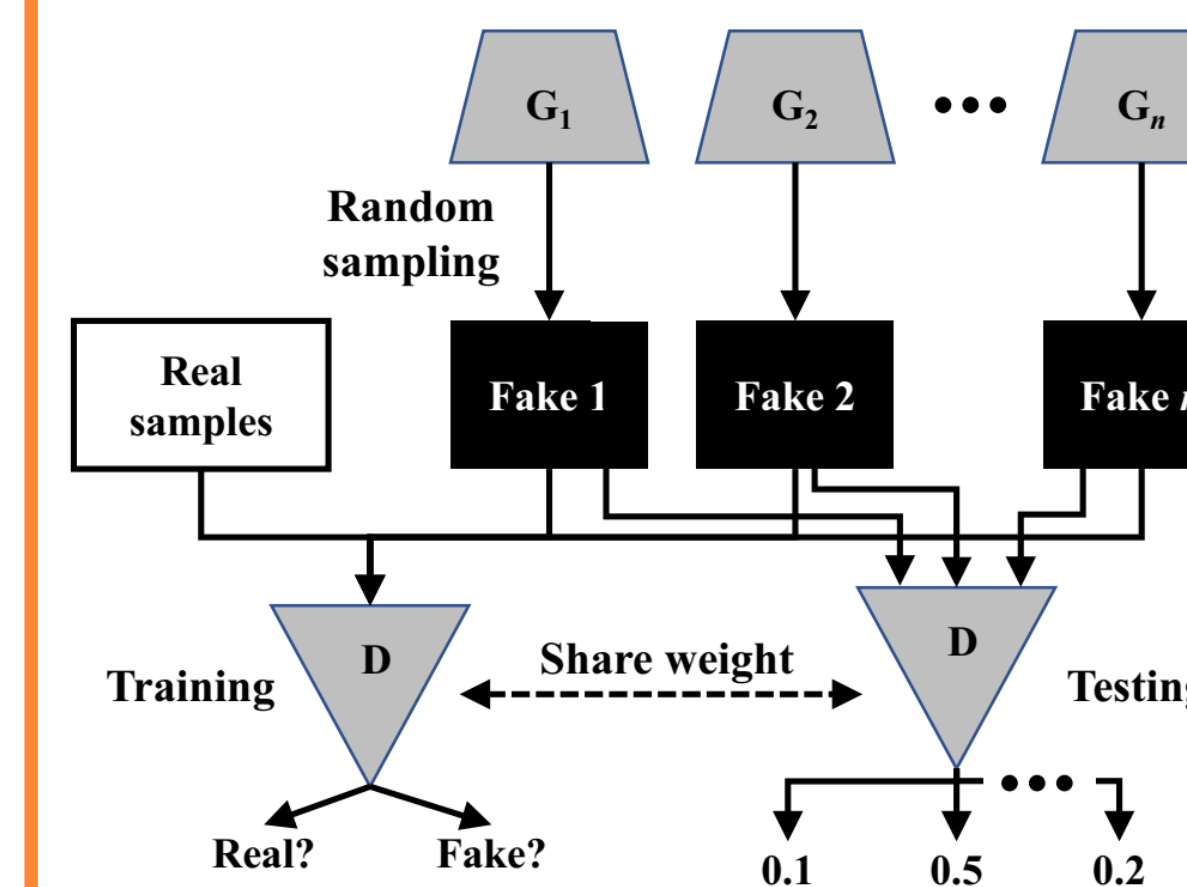 G1
G2
Gn
Random
sampling
Real
samples
Fake 1
Fake 2
Fake
D
Share weight
D
Training
Real?
Fake?
0.1
0.5
0.2